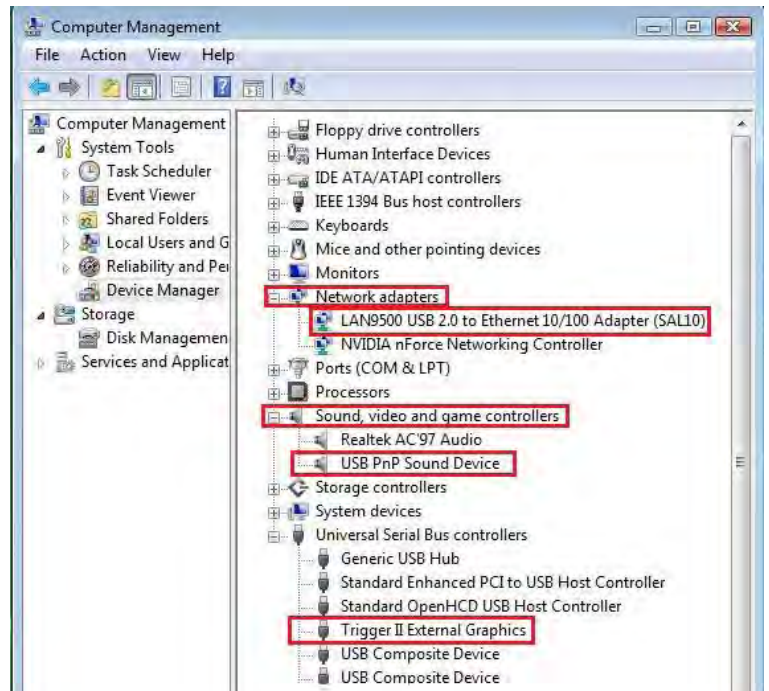 Computer Management
File Action View Help
Computer Management
System Tools
Task Scheduler
Event Viewer
Shared Folders
Local Users and G
Reliability and Per
Device Manager
Storage
Disk Managemen
Services and Applicat
Floppy drive controllers
Human Interface Devices
IDE ATA/ATAPI controllers
IEEE 1394 Bus host controllers
Keyboards
Mice and other pointing devices
Monitors
Network adapters
LAN9500 USB 2.0 to Ethernet 10/100 Adapter (SAL10)
NVIDIA nForce Networking Controller
Ports (COM & LPT)
Processors
Sound, video and game controllers
Realtek AC'97 Audio
USB PnP Sound Device
Storage controllers
System devices
Universal Serial Bus controllers
Generic USB Hub
Standard Enhanced PCI to USB Host Controller
Standard OpenHCD USB Host Controller
Trigger II External Graphics
USB Composite Device
USB Composite Device